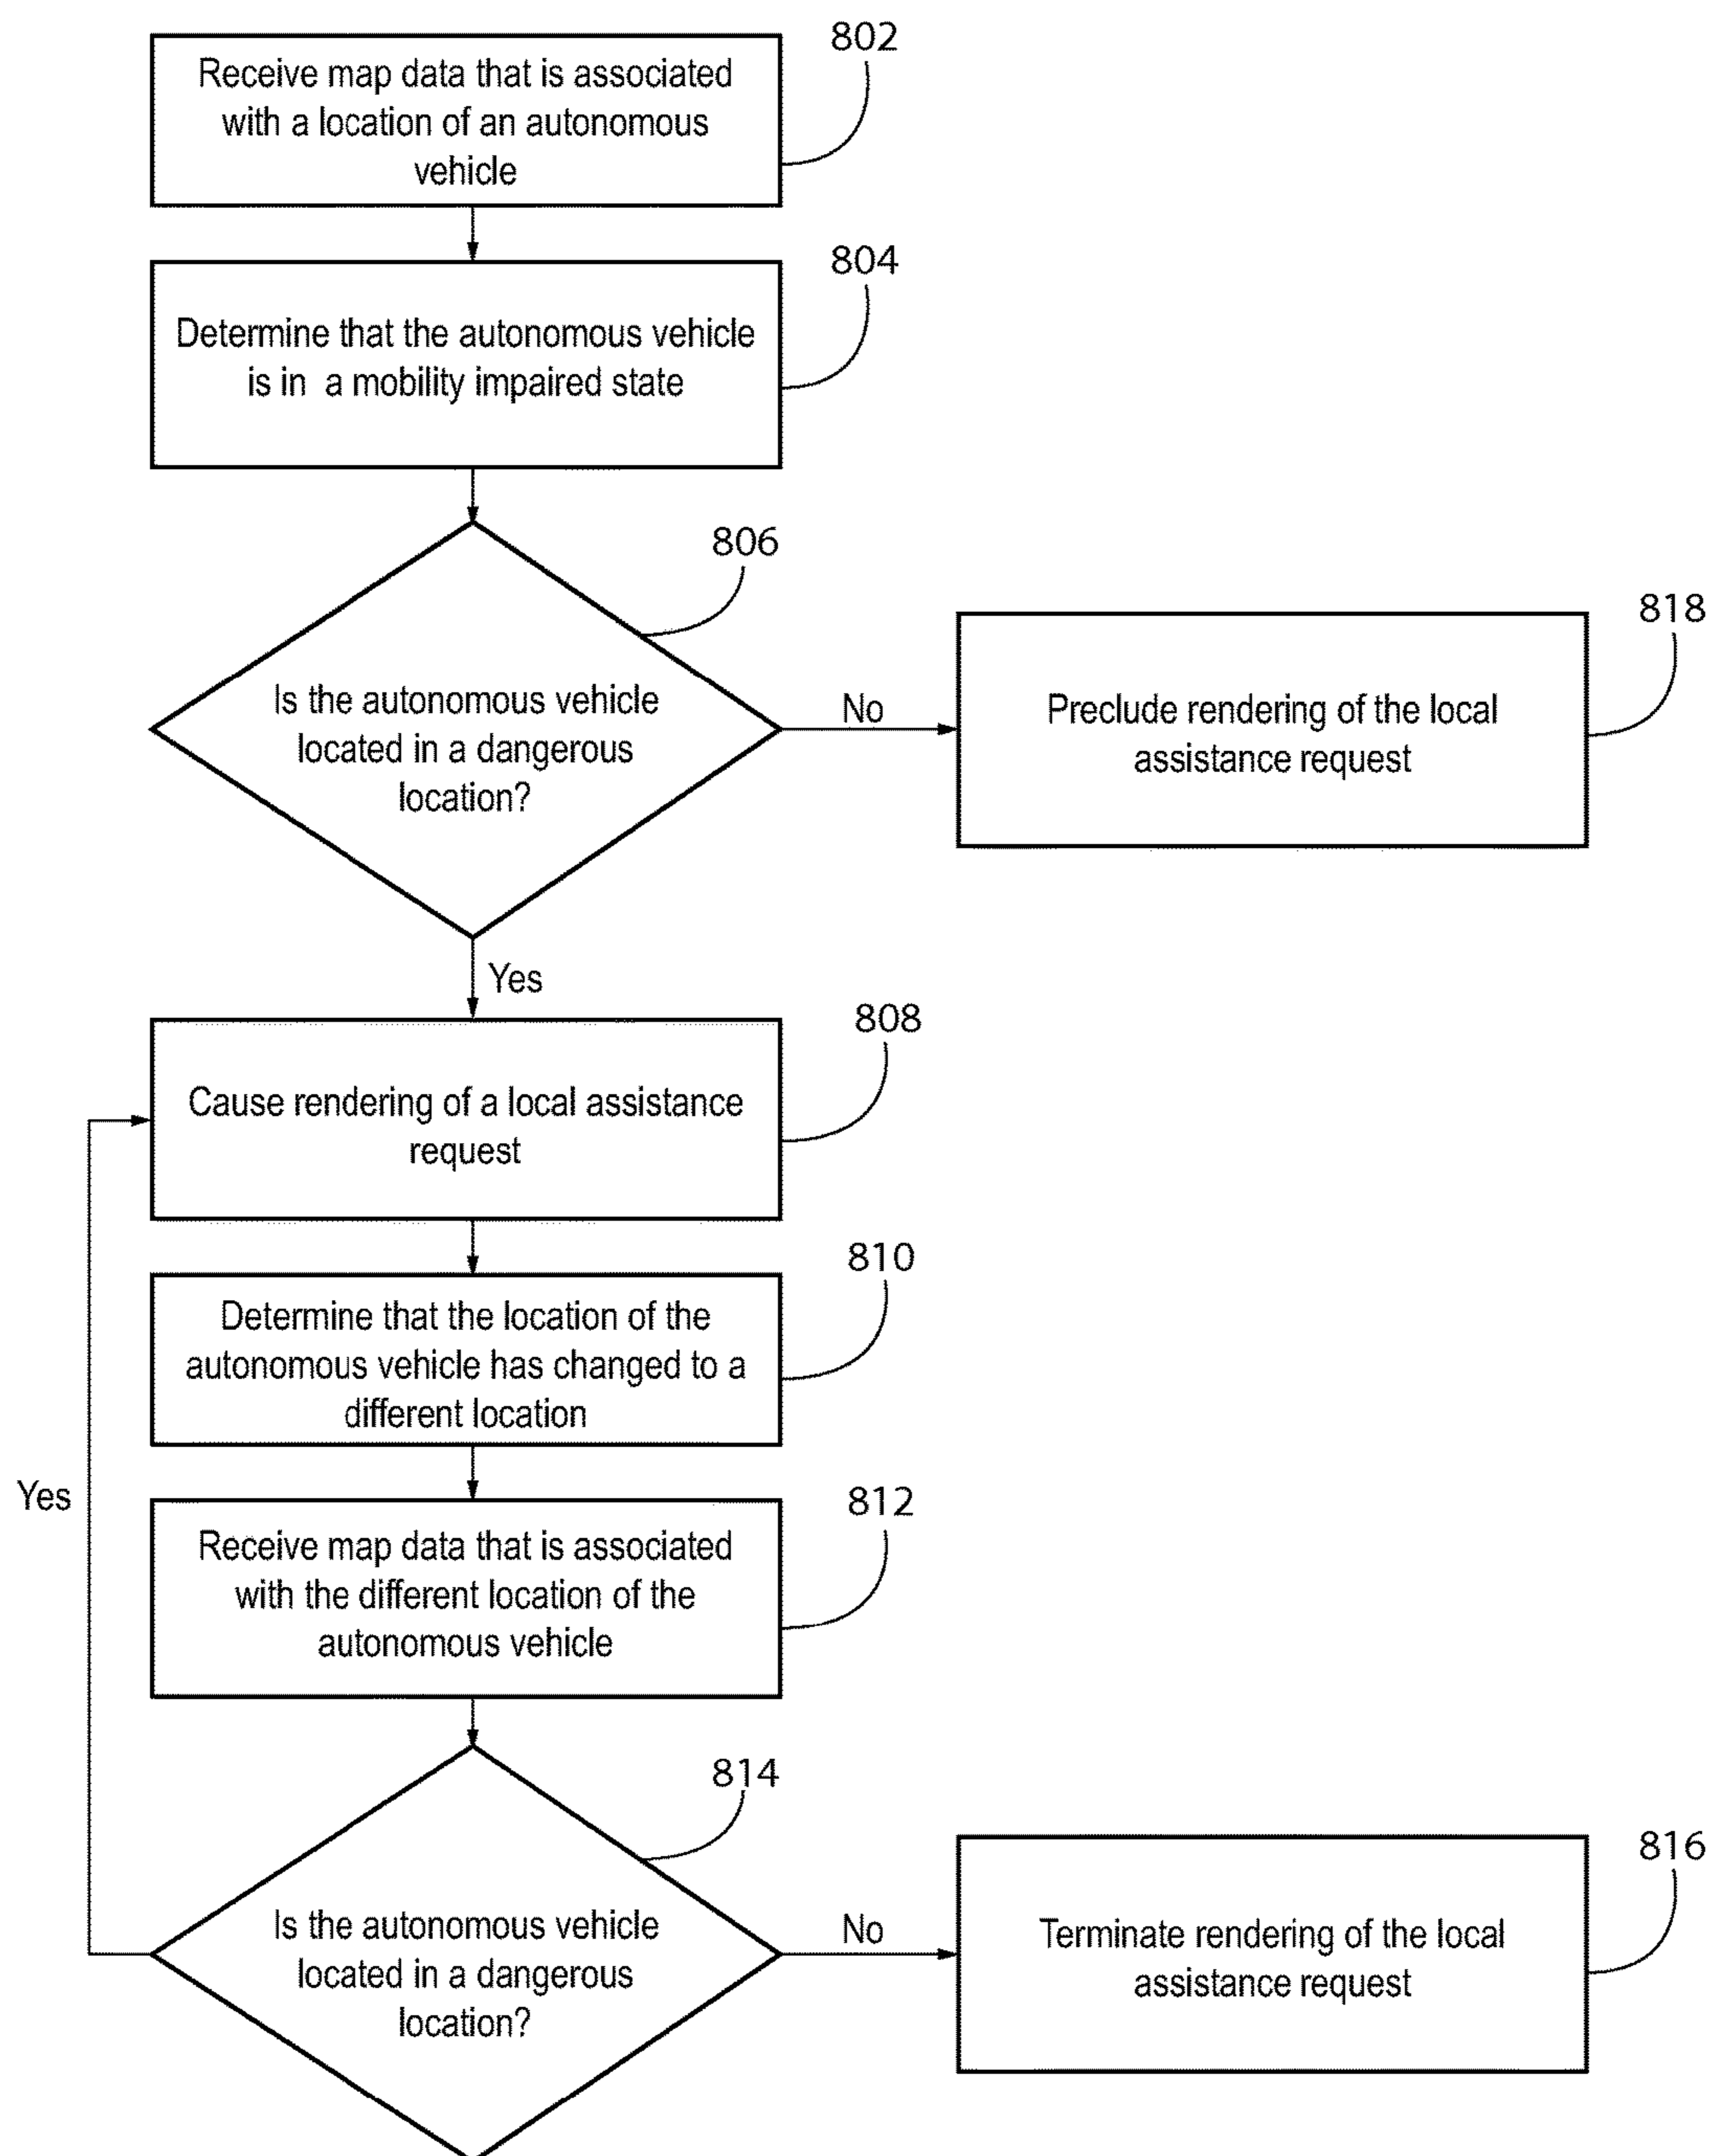 802
Receive map data that is associated
with a location of an autonomous
vehicle
804
Determine that the autonomous vehicle
is in a mobility impaired state
806
Is the autonomous vehicle
located in a dangerous
location?
No
818
Preclude rendering of the local
assistance request
Yes
808
Cause rendering of a local assistance
request
810
Determine that the location of the
autonomous vehicle has changed to a
different location
Yes
812
Receive map data that is associated
with the different location of the
autonomous vehicle
814
Is the autonomous vehicle
located in a dangerous
location?
No
816
Terminate rendering of the local
assistance request